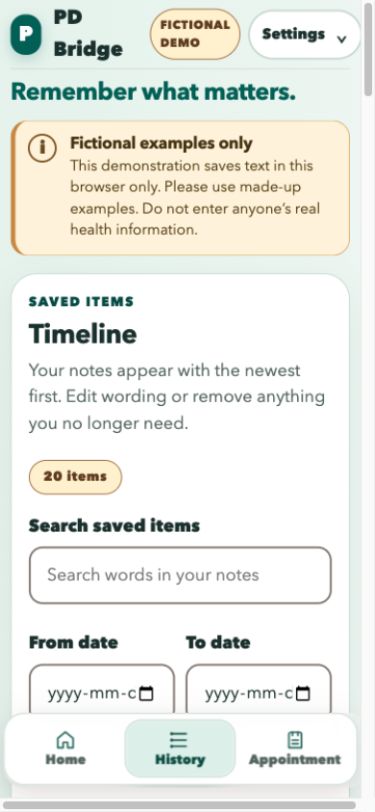 P
PD
Bridge
FICTIONAL
DEMO
Settings
Remember what matters.
Fictional examples only
This demonstration saves text in this
browser only. Please use made-up
examples. Do not enter anyone's real
health information.
SAVED ITEMS
Timeline
Your notes appear with the newest
first. Edit wording or remove anything
you no longer need.
20 items
Search saved items
Search words in your notes
From date
To date
yyyy-mm-c
yyyy-mm-c
Home
History
Appointment